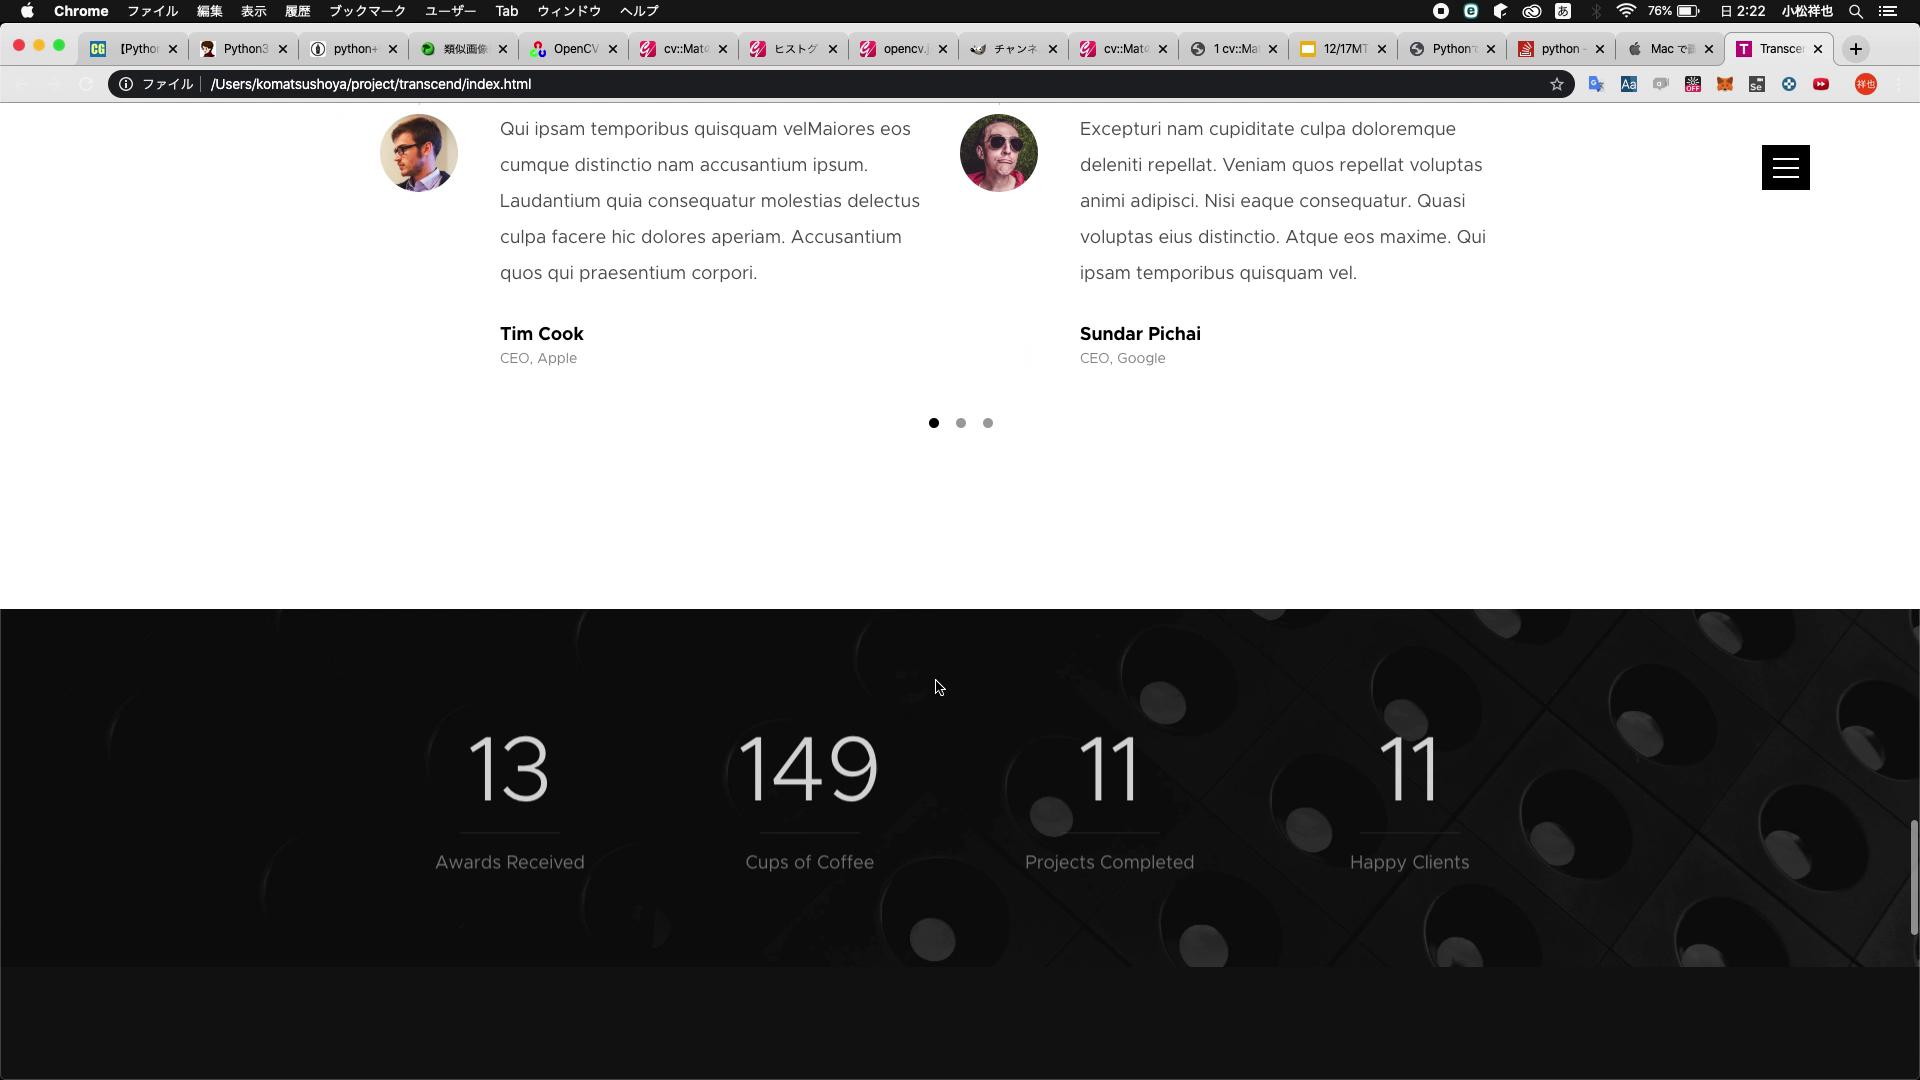 Chrome ファイル 編集 表示 履歴 ブックマーク ユーザー Tab ウィンドウ ヘルプ 76% 日 2:22 小松祥也
【Pytho Python3 python+ 類似画像 OpenCV cv::Mat ヒストグ opencv. チャンネ cv::Mat 1 cv::Ma 12/17MT Python python - Mac で Transce
ファイル /Users/komatsushoya/project/transcend/index.html 祥也
Qui ipsam temporibus quisquam velMaiores eos
cumque distinctio nam accusantium ipsum.
Laudantium quia consequatur molestias delectus
culpa facere hic dolores aperiam. Accusantium
quos qui praesentium corpori.
Tim Cook
CEO, Apple
Excepturi nam cupiditate culpa doloremque
deleniti repellat. Veniam quos repellat voluptas
animi adipisci. Nisi eaque consequatur. Quasi
voluptas eius distinctio. Atque eos maxime. Qui
ipsam temporibus quisquam vel.
Sundar Pichai
CEO, Google
13 149 11 11
Awards Received Cups of Coffee Projects Completed Happy Clients